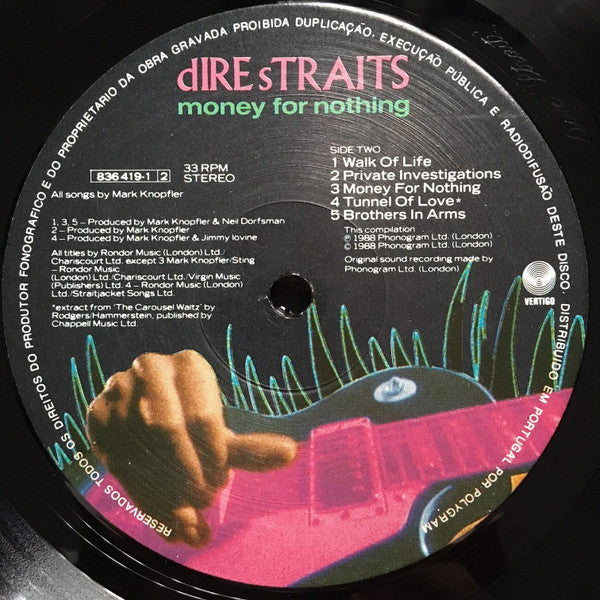 RESERVADOS TODOS OS DIREITOS DO PRODUTOR FONOGRAFICO E DO PROPRIETARIO DA OBRA GRAVADA PROIBIDA DUPLICAÇÃO, EXECUÇÃO PÚBLICA E RADIODIFUSÃO DESTE DISCO. DISTRIBUIDO EM PORTUGAL POR POLYGRAM
dIRE sTRAITS
money for nothing
836 419-1 2
33 RPM
STEREO
All songs by Mark Knopfler
1, 3, 5 – Produced by Mark Knopfler & Neil Dorfsman
2 – Produced by Mark Knopfler
4 – Produced by Mark Knopfler & Jimmy Iovine
All titles by Rondor Music (London) Ltd./
Chariscourt Ltd. except 3 Mark Knopfler/Sting
– Rondor Music
(London) Ltd./Chariscourt Ltd./Virgin Music
(Publishers) Ltd. 4 – Rondor Music (London)
Ltd./Straitjacket Songs Ltd.
*extract from 'The Carousel Waltz' by
Rodgers/Hammerstein, published by
Chappell Music Ltd.
SIDE TWO
1 Walk Of Life
2 Private Investigations
3 Money For Nothing
4 Tunnel Of Love*
5 Brothers In Arms
This compilation
℗ 1988 Phonogram Ltd. (London)
© 1988 Phonogram Ltd. (London)
Original sound recording made by
Phonogram Ltd. (London)
VERTIGO